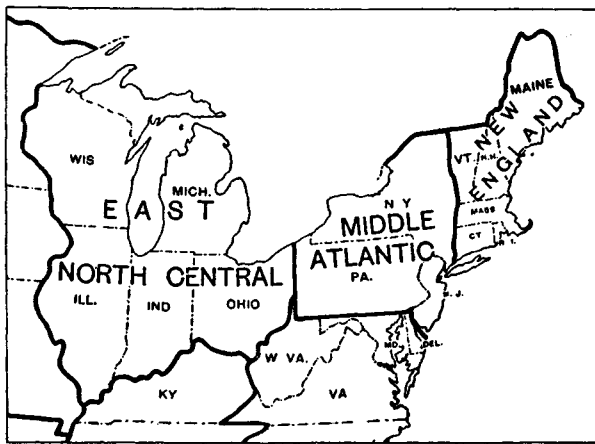 MAINE
NEW
ENGLAND
VT.
N.H.
WIS
MICH.
EAST
N Y
MIDDLE
ATLANTIC
MASS
CT
R I.
NORTH CENTRAL
PA.
ILL.
IND
OHIO
N. J.
MD.
DEL.
W VA.
KY
VA